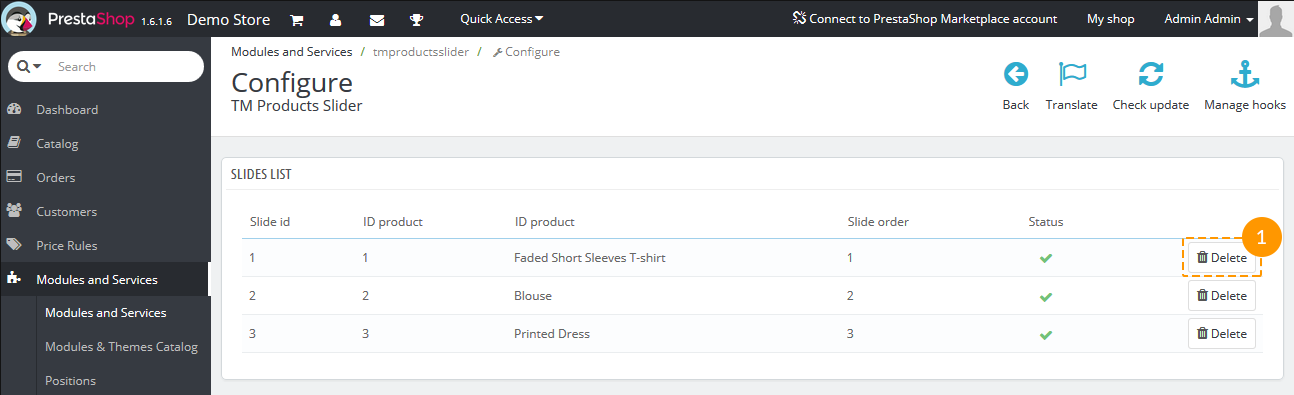 PrestaShop 1.6.1.6 Demo Store Quick Access Connect to PrestaShop Marketplace account My shop Admin Admin
Search
Dashboard
Catalog
Orders
Customers
Price Rules
Modules and Services
Modules and Services
Modules & Themes Catalog
Positions
Modules and Services / tmproductsslider / Configure
Configure
TM Products Slider
Back Translate Check update Manage hooks
SLIDES LIST
Slide id ID product ID product Slide order Status
1
1 1 Faded Short Sleeves T-shirt 1 Delete
2 2 Blouse 2 Delete
3 3 Printed Dress 3 Delete